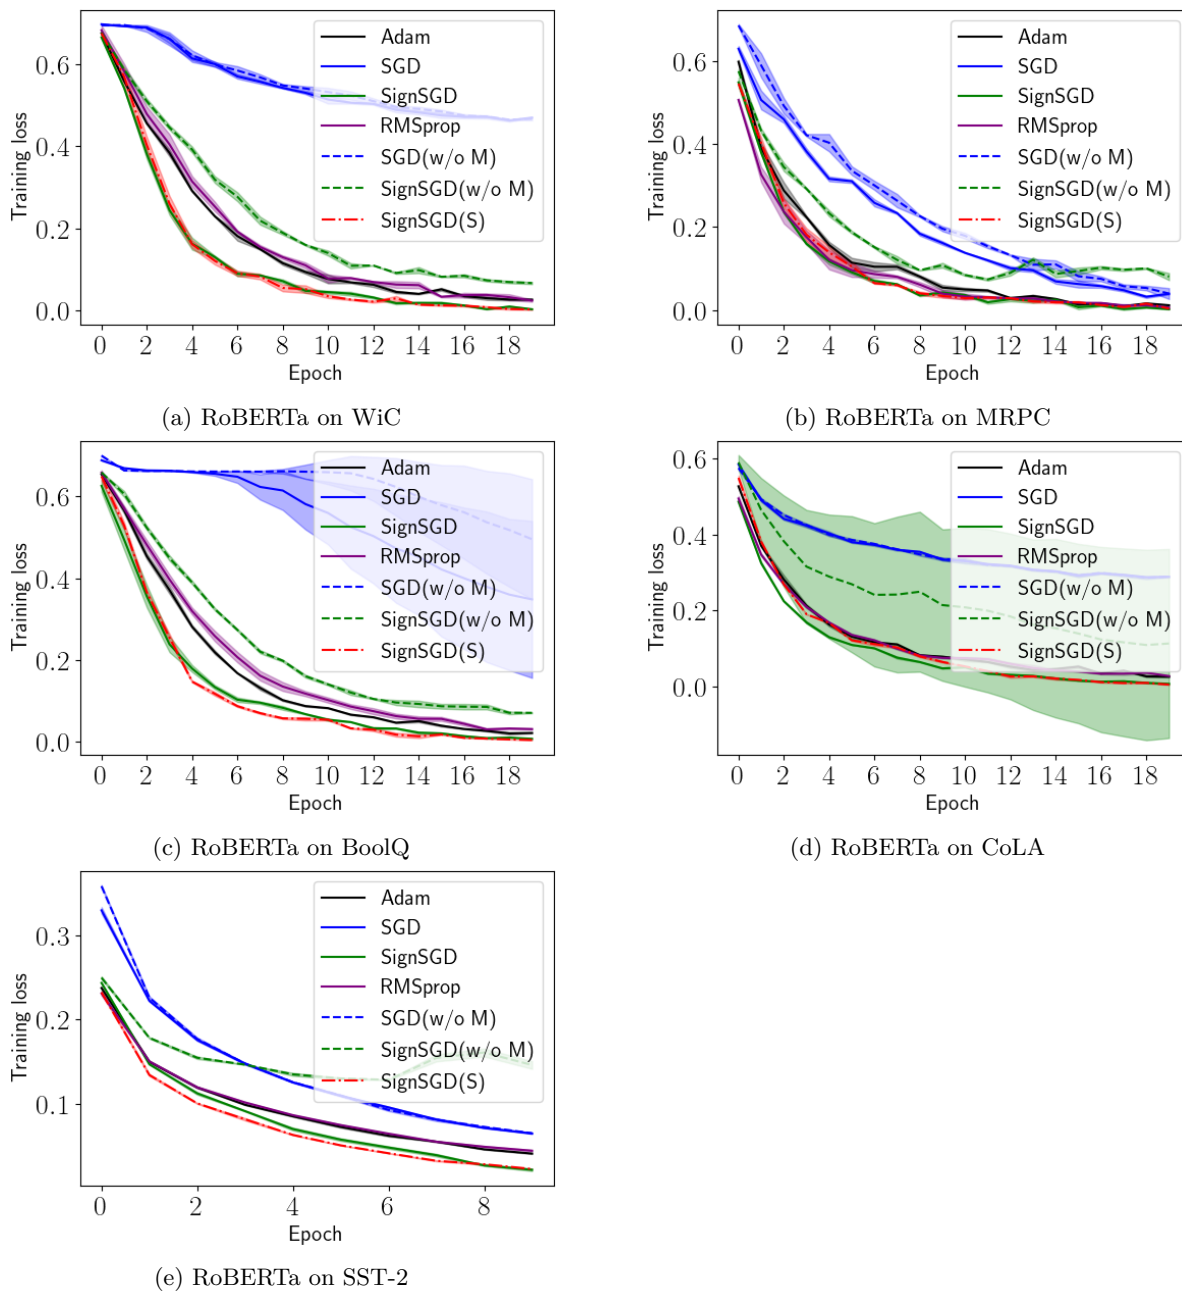 Training loss
0.6
0.4
0.2
0.0
Adam
SGD
SignSGD
RMSprop
SGD(w/o M)
SignSGD(w/o M)
SignSGD(S)
0 2 4 6 8 10 12 14 16 18
Epoch
(a) RoBERTa on WiC
Training loss
0.6
0.4
0.2
0.0
Adam
SGD
SignSGD
RMSprop
SGD(w/o M)
SignSGD(w/o M)
SignSGD(S)
0 2 4 6 8 10 12 14 16 18
Epoch
(b) RoBERTa on MRPC
Training loss
0.6
0.4
0.2
0.0
Adam
SGD
SignSGD
RMSprop
SGD(w/o M)
SignSGD(w/o M)
SignSGD(S)
0 2 4 6 8 10 12 14 16 18
Epoch
(c) RoBERTa on BoolQ
Training loss
0.6
0.4
0.2
0.0
Adam
SGD
SignSGD
RMSprop
SGD(w/o M)
SignSGD(w/o M)
SignSGD(S)
0 2 4 6 8 10 12 14 16 18
Epoch
(d) RoBERTa on CoLA
Training loss
0.3
0.2
0.1
Adam
SGD
SignSGD
RMSprop
SGD(w/o M)
SignSGD(w/o M)
SignSGD(S)
0 2 4 6 8
Epoch
(e) RoBERTa on SST-2